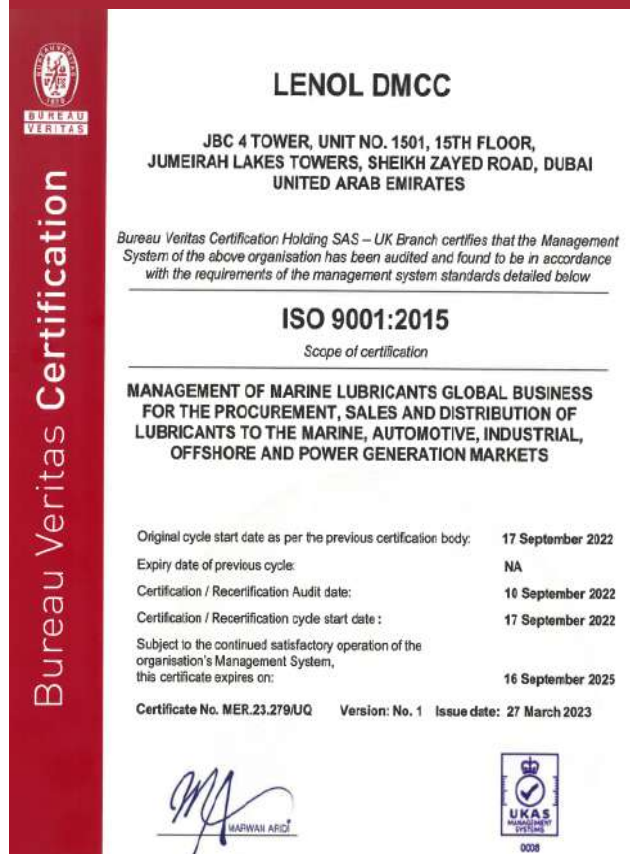 BUREAU VERITAS
1828
BUREAU
VERITAS
Bureau Veritas Certification
LENOL DMCC
JBC 4 TOWER, UNIT NO. 1501, 15TH FLOOR,
JUMEIRAH LAKES TOWERS, SHEIKH ZAYED ROAD, DUBAI
UNITED ARAB EMIRATES
Bureau Veritas Certification Holding SAS – UK Branch certifies that the Management
System of the above organisation has been audited and found to be in accordance
with the requirements of the management system standards detailed below
ISO 9001:2015
Scope of certification
MANAGEMENT OF MARINE LUBRICANTS GLOBAL BUSINESS
FOR THE PROCUREMENT, SALES AND DISTRIBUTION OF
LUBRICANTS TO THE MARINE, AUTOMOTIVE, INDUSTRIAL,
OFFSHORE AND POWER GENERATION MARKETS
Original cycle start date as per the previous certification body: 17 September 2022
Expiry date of previous cycle: NA
Certification / Recertification Audit date: 10 September 2022
Certification / Recertification cycle start date : 17 September 2022
Subject to the continued satisfactory operation of the
organisation's Management System,
this certificate expires on: 16 September 2025
Certificate No. MER.23.279/UQ Version: No. 1 Issue date: 27 March 2023
MARWAN ARIDI
UKAS
MANAGEMENT
SYSTEMS
0008